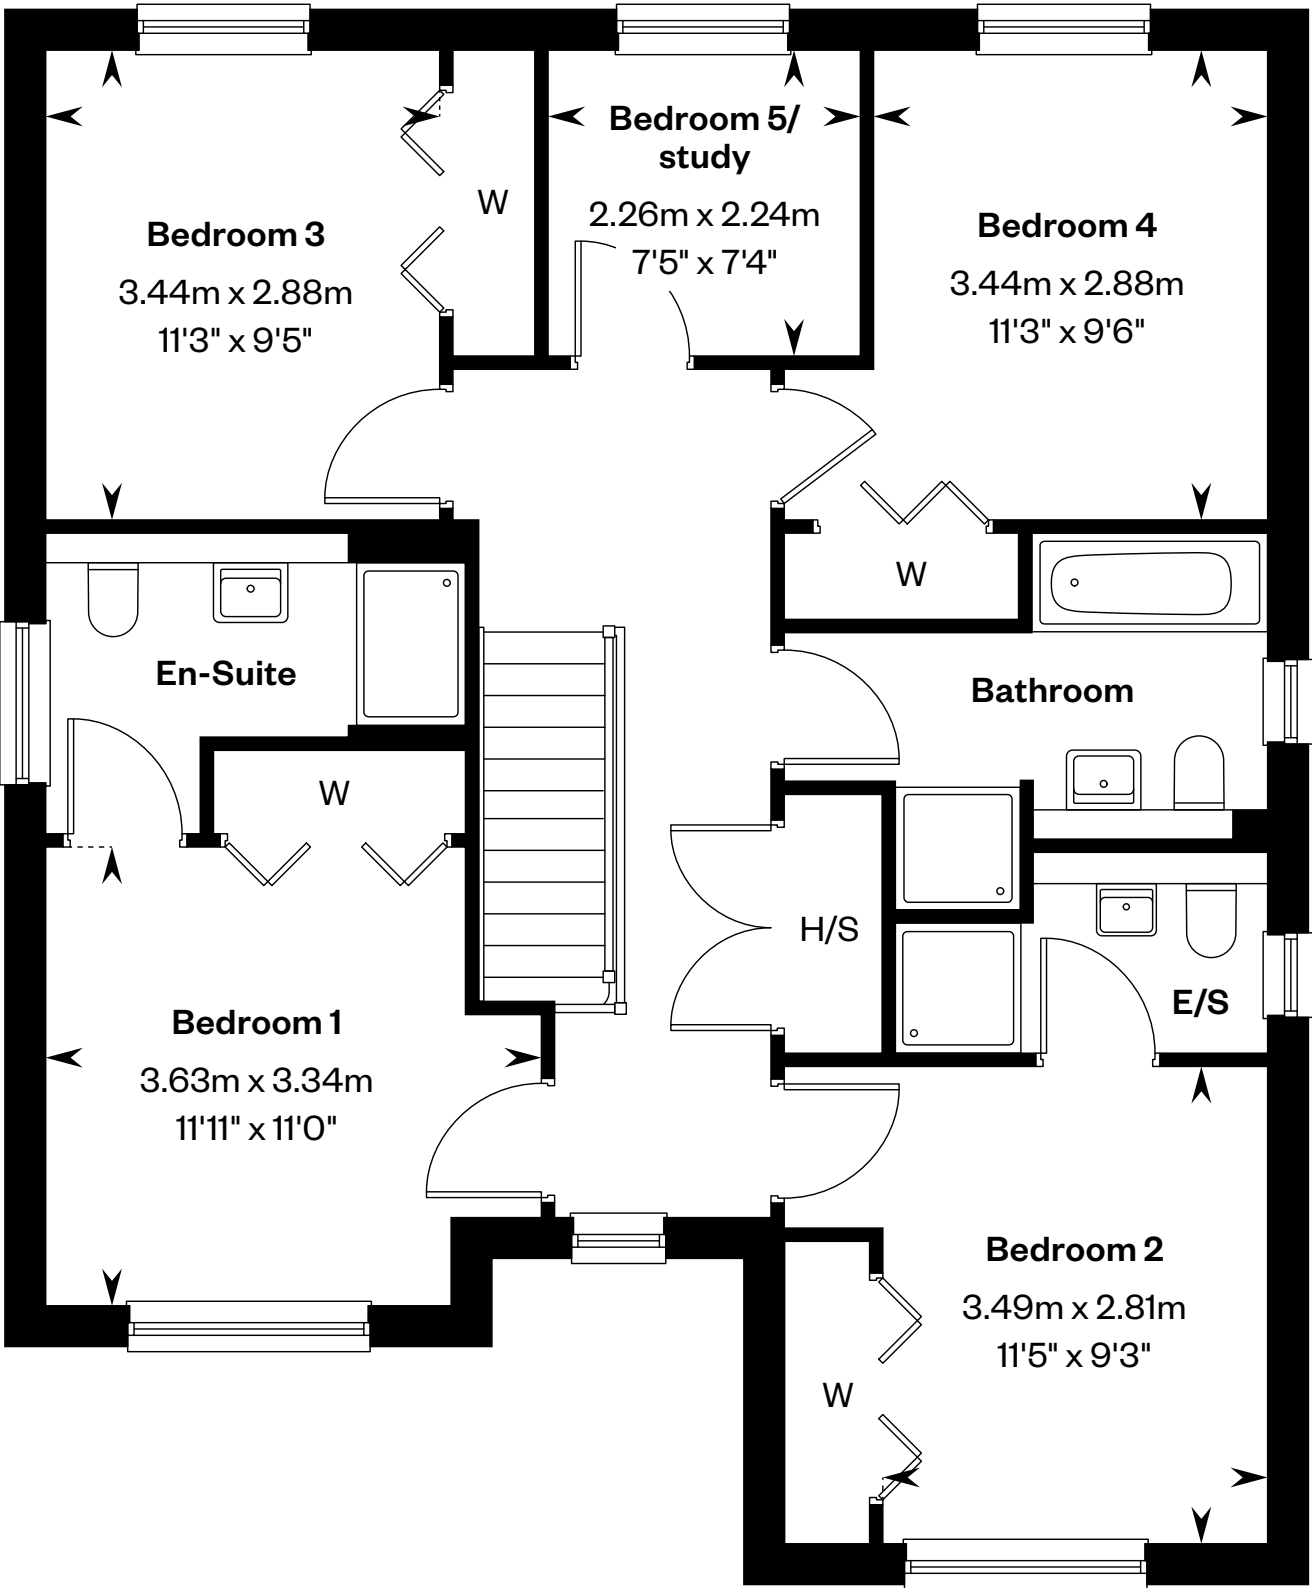 Bedroom 5/
study
2.26m x 2.24m
7'5" x 7'4"
W
Bedroom 3
3.44m x 2.88m
11'3" x 9'5"
Bedroom 4
3.44m x 2.88m
11'3" x 9'6"
W
En-Suite
Bathroom
W
H/S
E/S
Bedroom 1
3.63m x 3.34m
11'11" x 11'0"
Bedroom 2
3.49m x 2.81m
11'5" x 9'3"
W